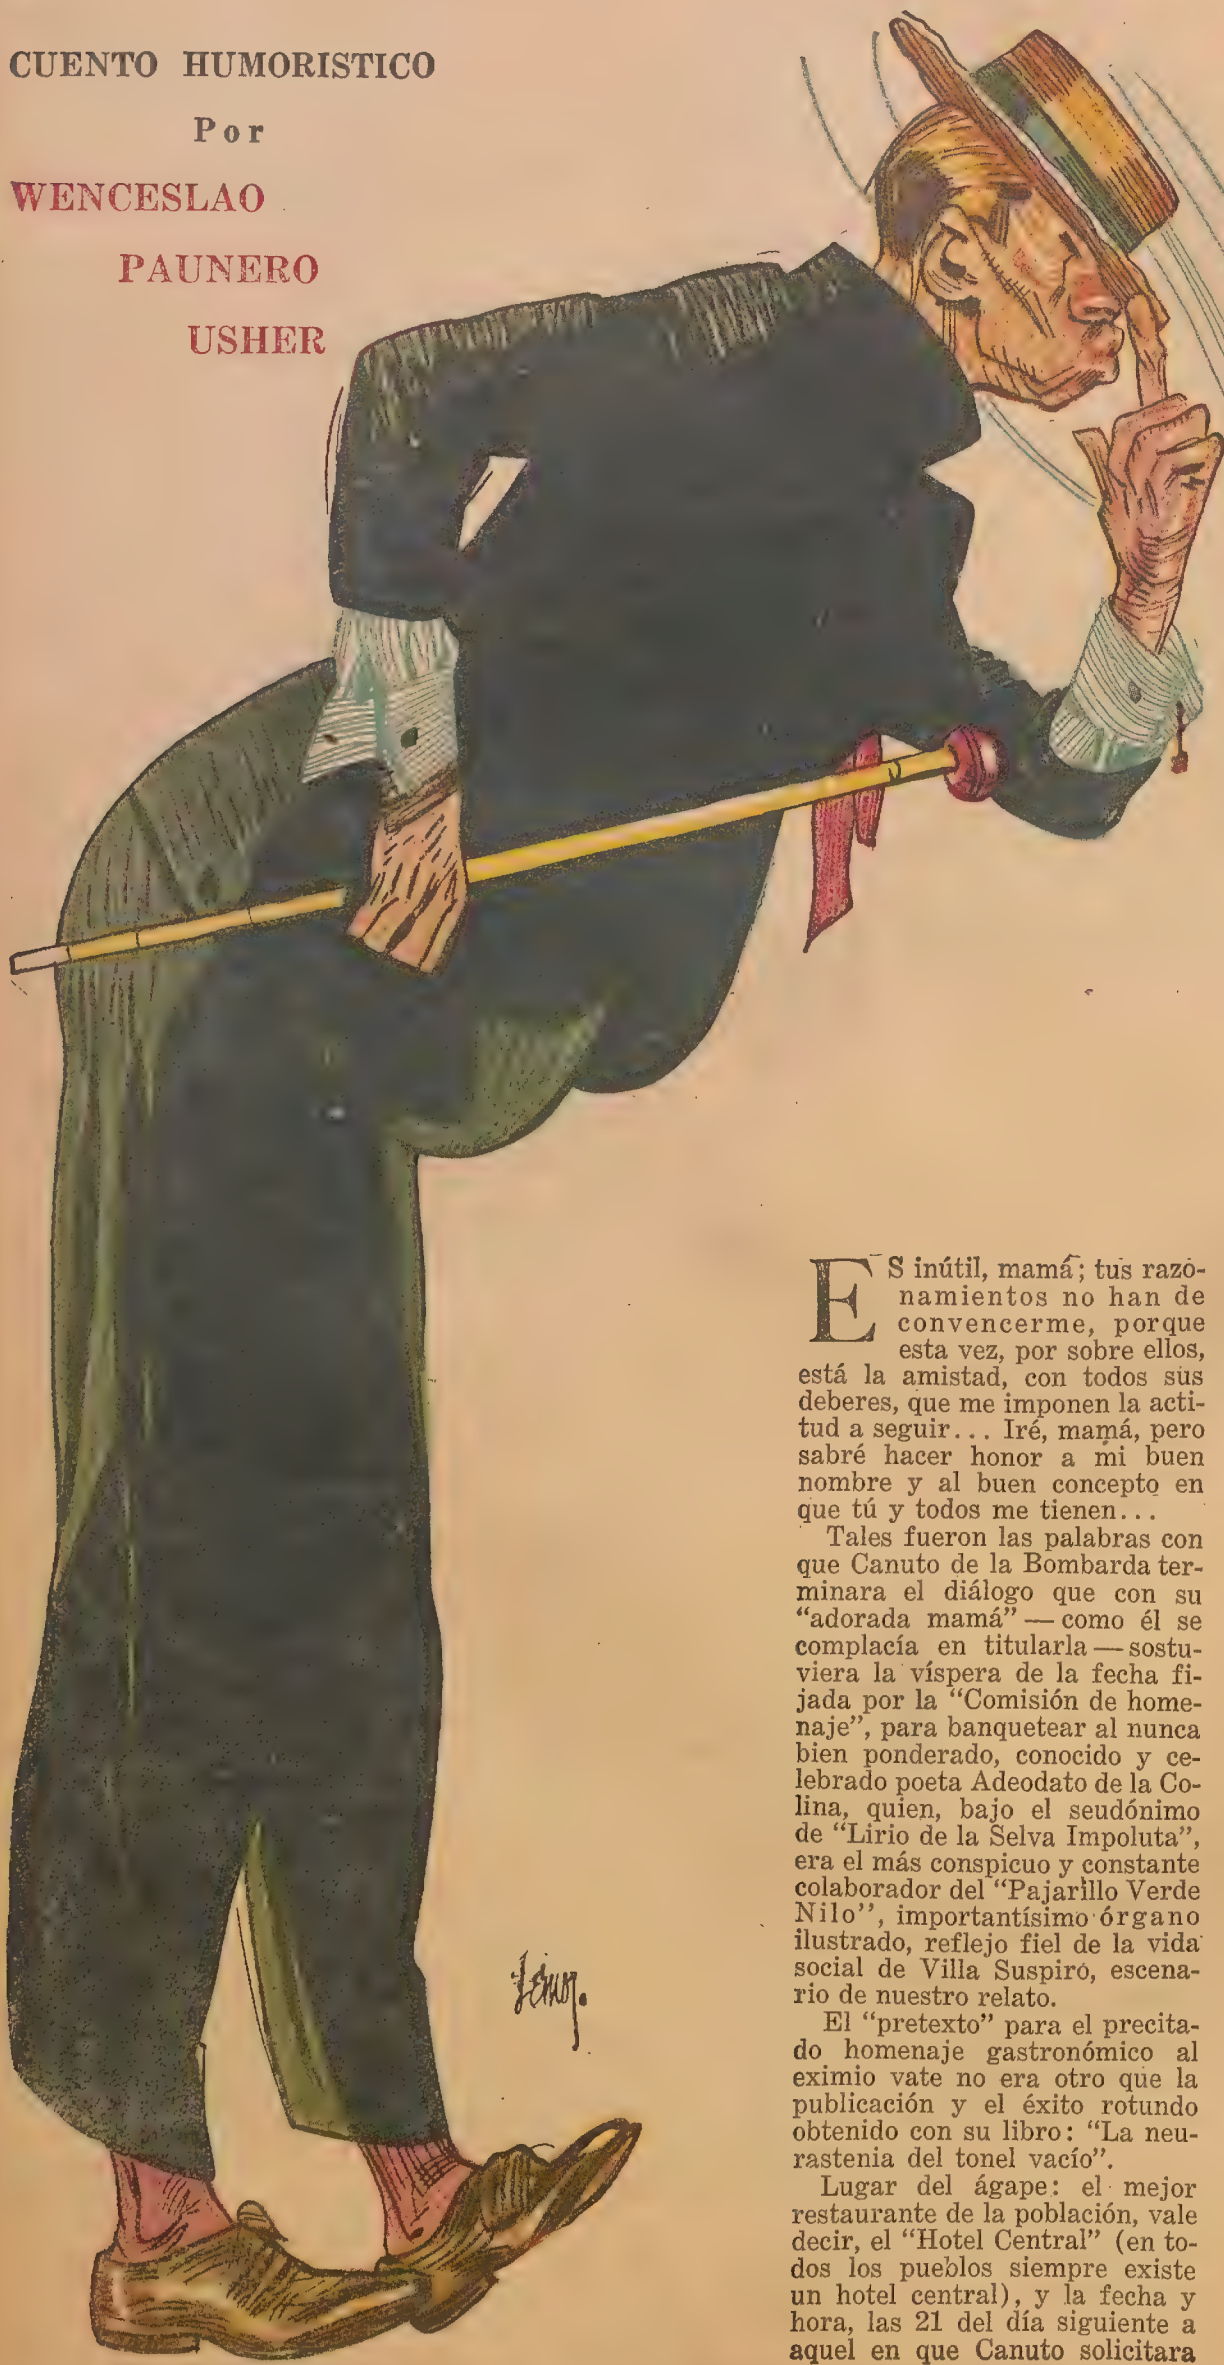 CUENTO HUMORISTICO
Por
WENCESLAO
PAUNERO
USHER
ES inútil, mamá; tus razo-
namientos no han de
convencerme, porque
esta vez, por sobre ellos,
está la amistad, con todos sus
deberes, que me imponen la acti-
tud a seguir... Iré, mamá, pero
sabré hacer honor a mi buen
nombre y al buen concepto en
que tú y todos me tienen...
Tales fueron las palabras con
que Canuto de la Bombarda ter-
minara el diálogo que con su
“adorada mamá” — como él se
complacía en titularla — sostu-
viera la víspera de la fecha fi-
jada por la “Comisión de home-
naje”, para banquetear al nunca
bien ponderado, conocido y ce-
lebrado poeta Adeodato de la Co-
lina, quien, bajo el seudónimo
de “Lirio de la Selva Impoluta”,
era el más conspicuo y constante
colaborador del “Pajarillo Verde
Nilo”, importantísimo órgano
ilustrado, reflejo fiel de la vida
social de Villa Suspiro, escena-
rio de nuestro relato.
El “pretexto” para el precita-
do homenaje gastronómico al
eximio vate no era otro que la
publicación y el éxito rotundo
obtenido con su libro: “La neu-
rastenia del tonel vacío”.
Lugar del ágape: el mejor
restaurante de la población, vale
decir, el “Hotel Central” (en to-
dos los pueblos siempre existe
un hotel central), y la fecha y
hora, las 21 del día siguiente a
aquel en que Canuto solicitara